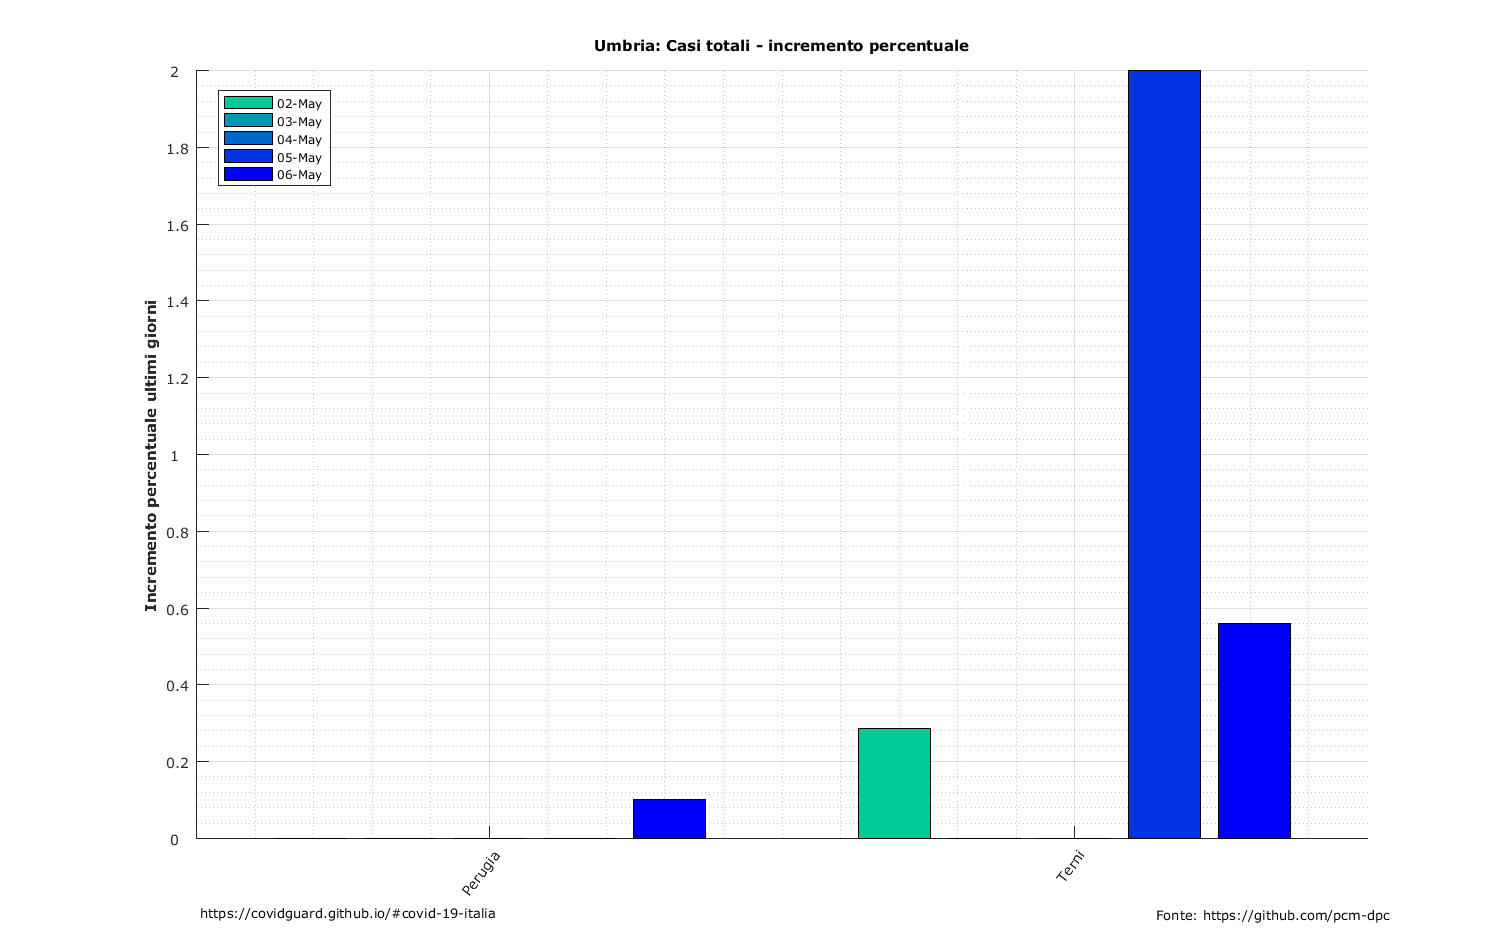 Umbria: Casi totali - incremento percentuale
02-May
03-May
04-May
05-May
06-May
Incremento percentuale ultimi giorni
2
1.8
1.6
1.4
1.2
1
0.8
0.6
0.4
0.2
0
Perugia
Terni
https://covidguard.github.io/#covid-19-italia
Fonte: https://github.com/pcm-dpc